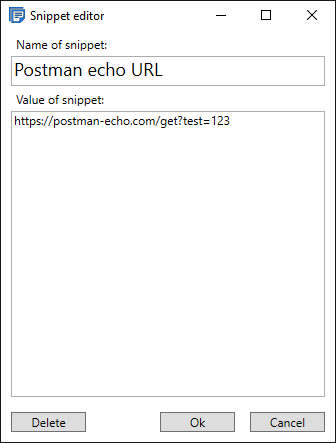 Snippet editor
Name of snippet:
Postman echo URL
Value of snippet:
https://postman-echo.com/get?test=123
Delete Ok Cancel